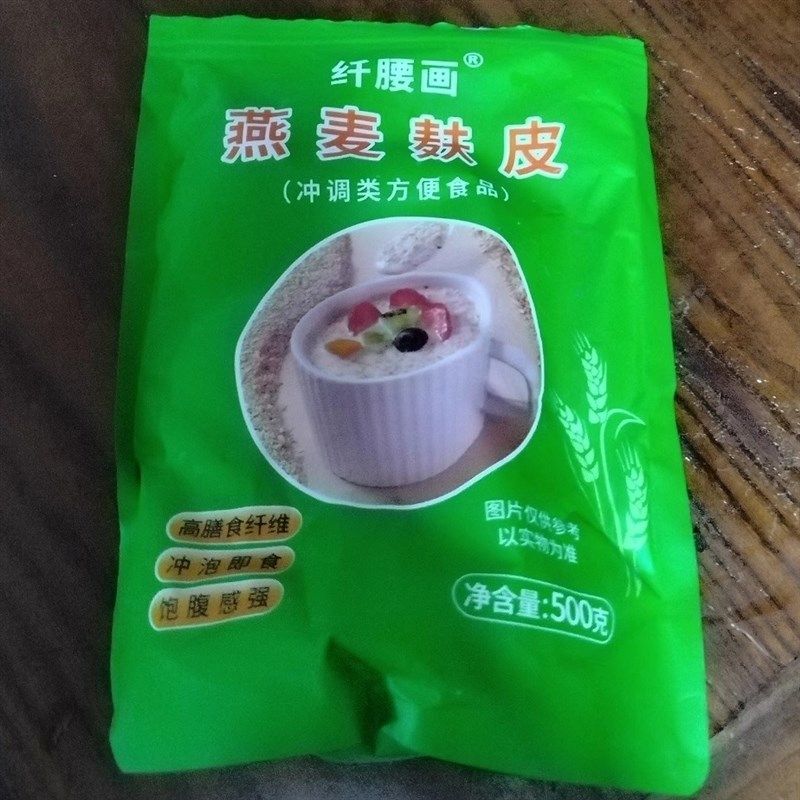 纤腰画®
燕麦麸皮
(冲调类方便食品)
高膳食纤维
冲泡即食
饱腹感强
图片仅供参考
以实物为准
净含量:500克